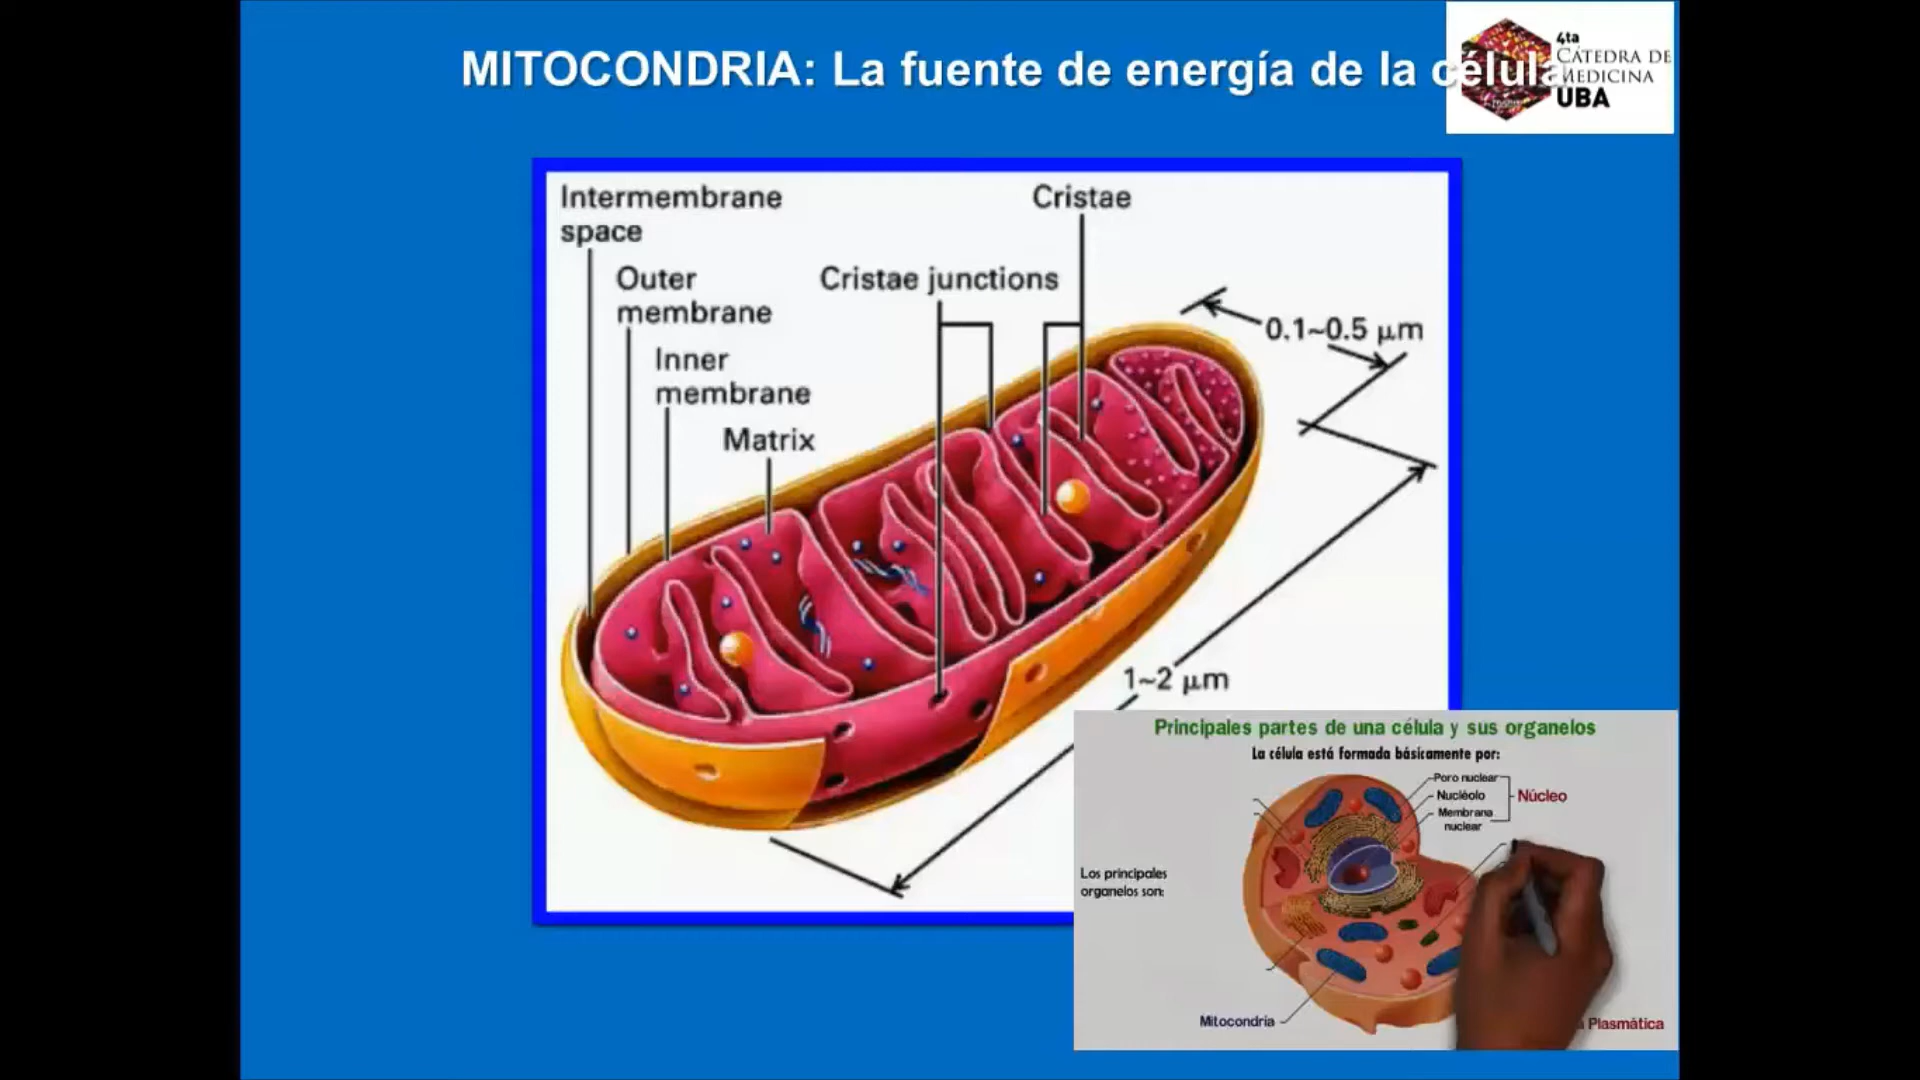 MITOCONDRIA: La fuente de energía de la célula
4ta
CÁTEDRA DE
MEDICINA
UBA
Intermembrane
space
Cristae
Outer
membrane
Cristae junctions
0.1~0.5 μm
Inner
membrane
Matrix
1~2 μm
Principales partes de una célula y sus organelos
La célula está formada básicamente por:
Poro nuclear
Nucléolo
Núcleo
Membrana
nuclear
Los principales
organelos son:
Mitocondria
Plasmática